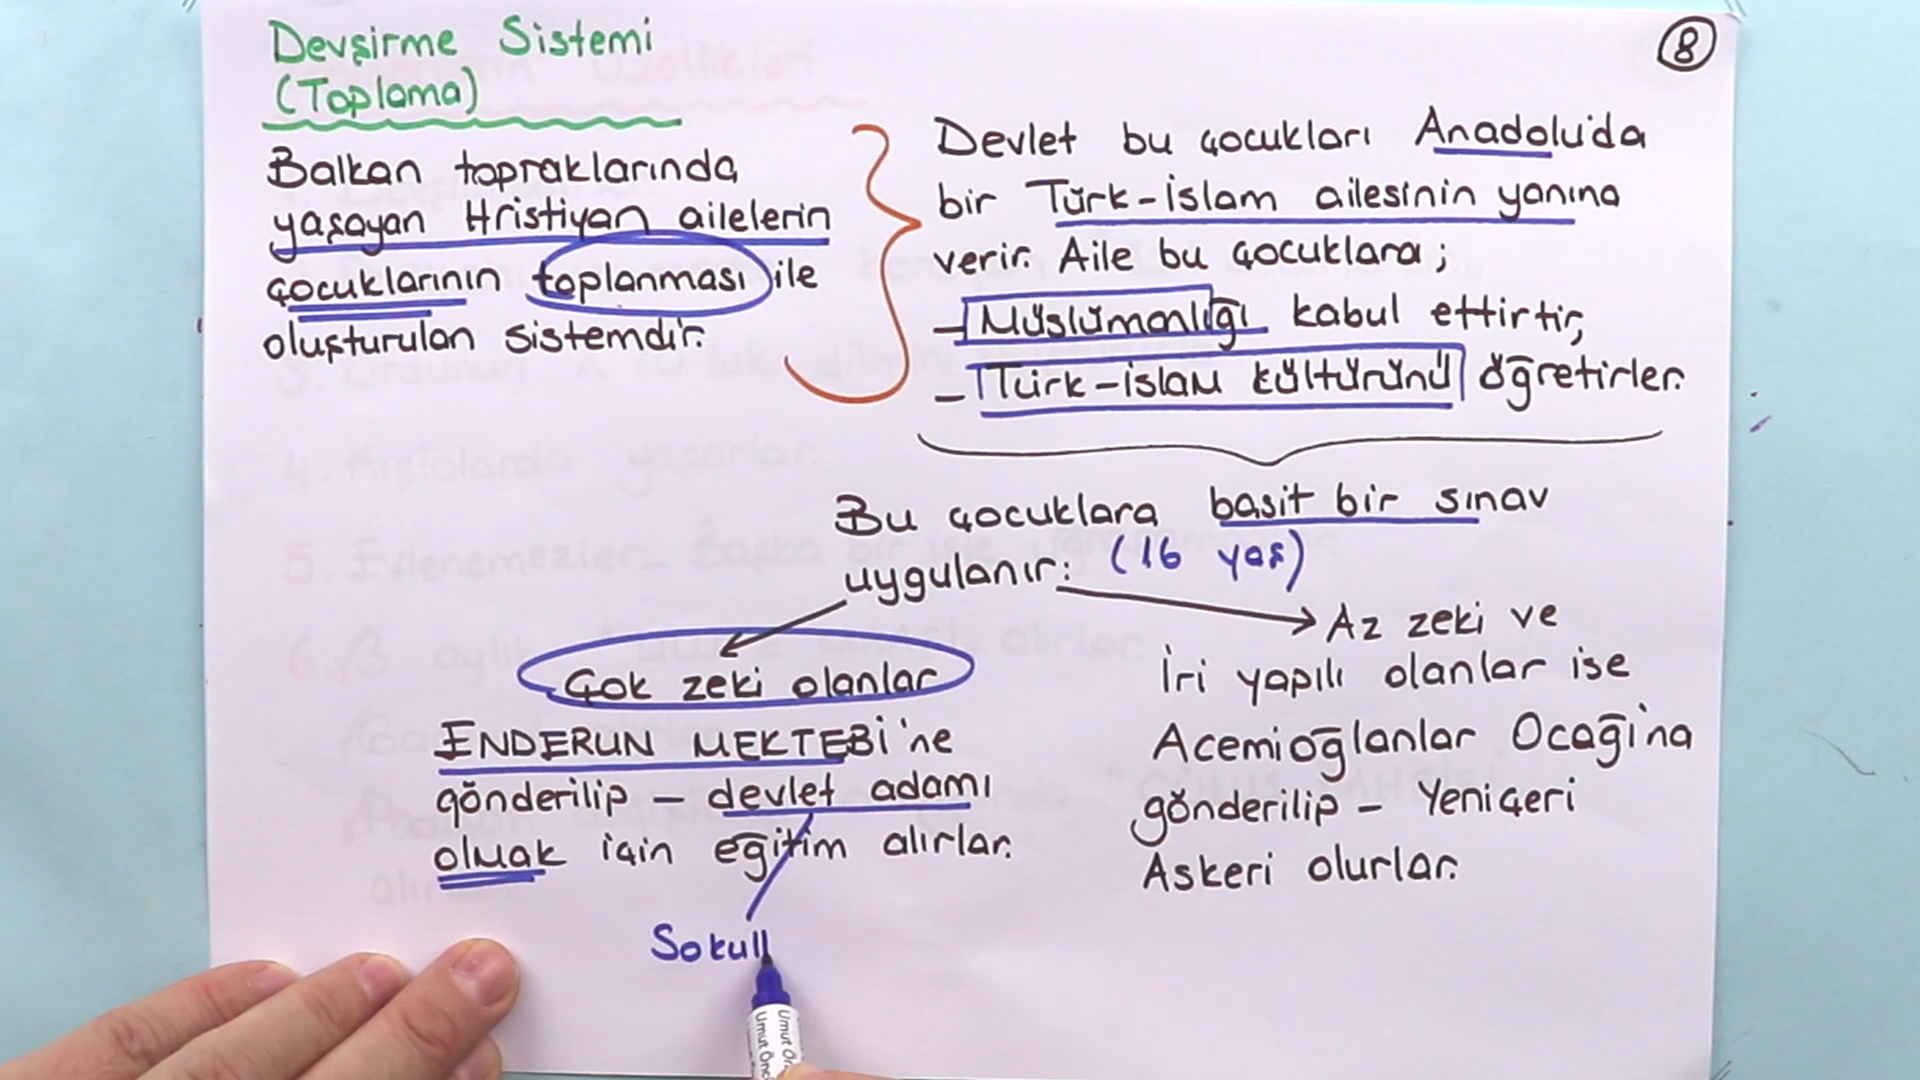 Devşirme Sistemi
(Toplama)
8
Balkan topraklarında
yaşayan Hristiyan ailelerin
çocuklarının toplanması ile
oluşturulan sistemdir.
Devlet bu çocukları Anadolu'da
bir Türk-İslam ailesinin yanına
verir. Aile bu çocuklara;
- Müslümanlığı kabul ettirtir,
- Türk-İslam kültürünü öğretirler.
Bu çocuklara basit bir sınav
uygulanır: (16 yaş)
Çok zeki olanlar
ENDERUN MEKTEBİ'ne
gönderilip - devlet adamı
olmak için eğitim alırlar.
Sokull
Az zeki ve
İri yapılı olanlar ise
Acemioğlanlar Ocağı'na
gönderilip - Yeniçeri
Askeri olurlar.